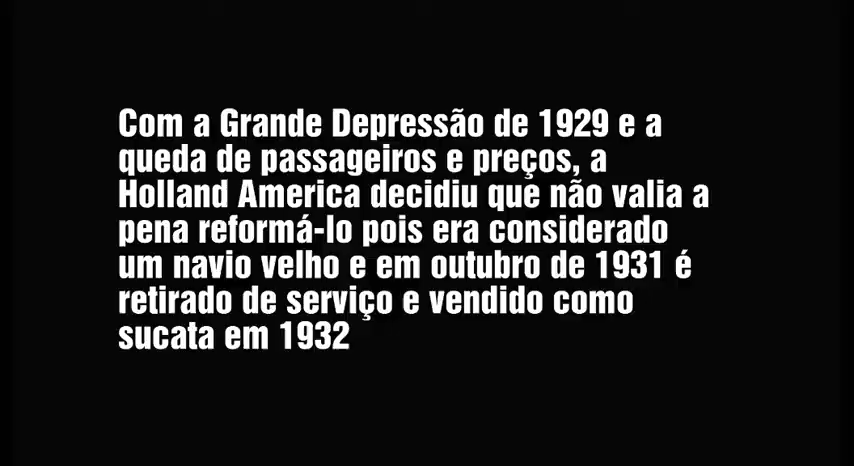 Com a Grande Depressão de 1929 e a
queda de passageiros e preços, a
Holland America decidiu que não valia a
pena reformá-lo pois era considerado
um navio velho e em outubro de 1931 é
retirado de serviço e vendido como
sucata em 1932